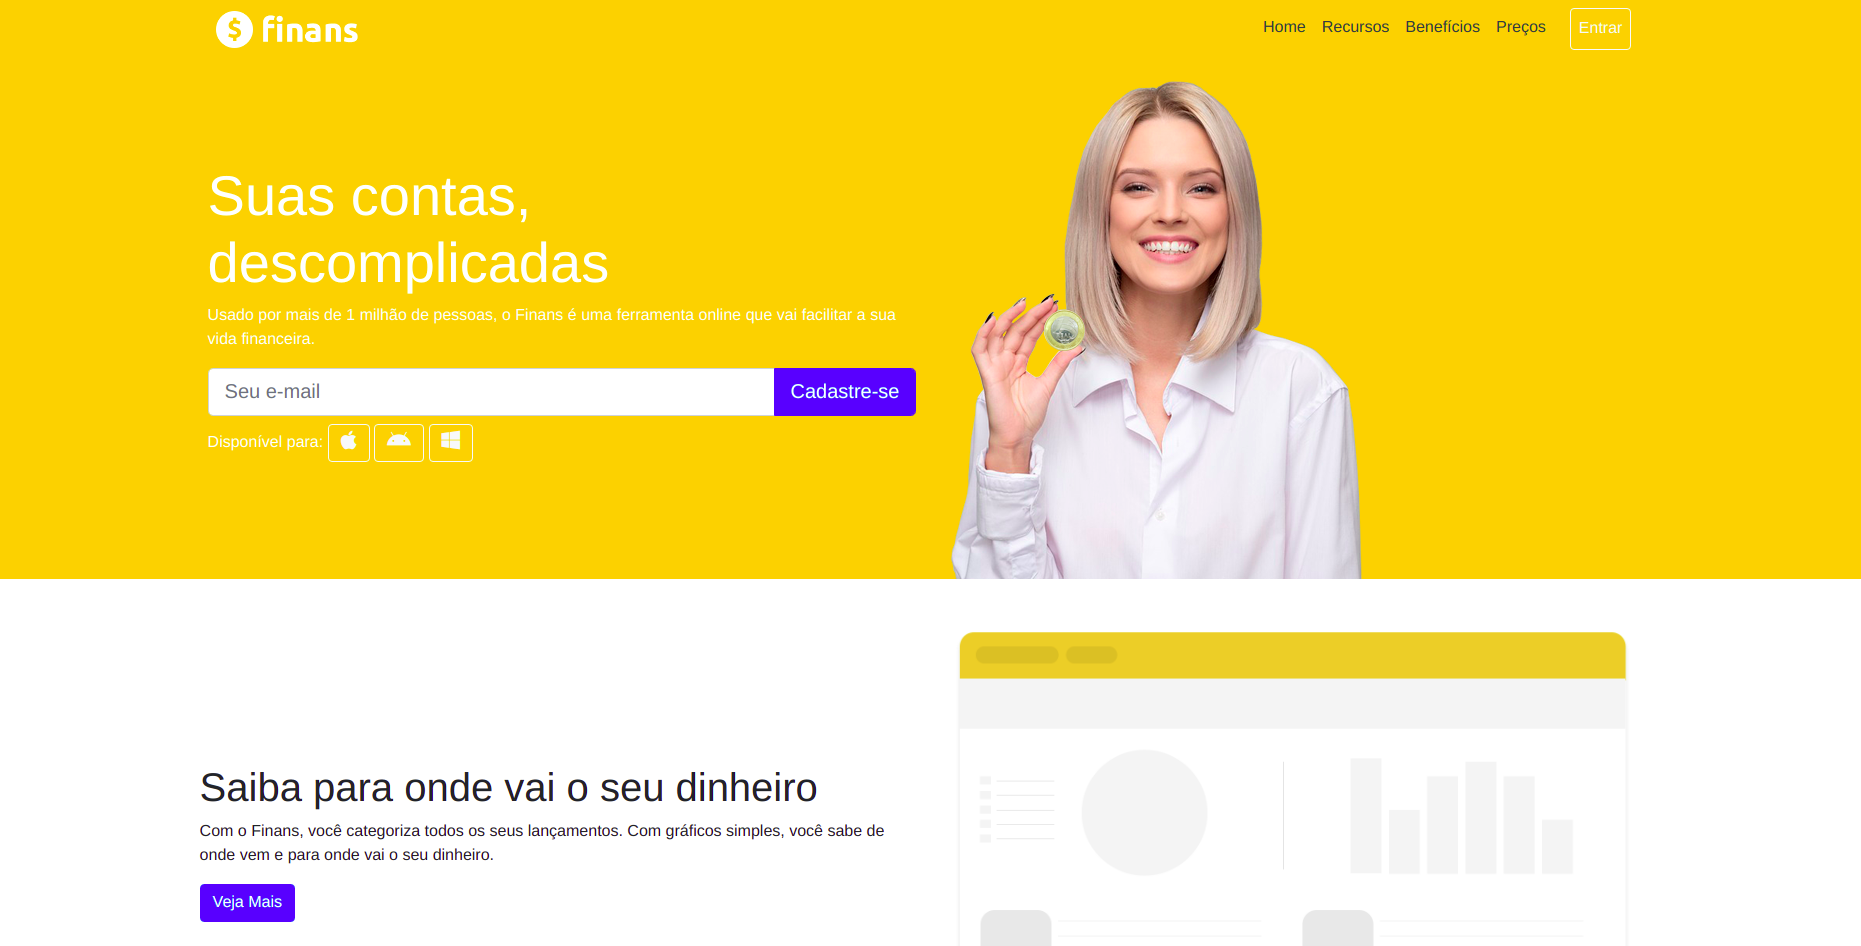 finans
Home Recursos Benefícios Preços Entrar
Suas contas,
descomplicadas
Usado por mais de 1 milhão de pessoas, o Finans é uma ferramenta online que vai facilitar a sua
vida financeira.
Seu e-mail Cadastre-se
Disponível para:
Saiba para onde vai o seu dinheiro
Com o Finans, você categoriza todos os seus lançamentos. Com gráficos simples, você sabe de
onde vem e para onde vai o seu dinheiro.
Veja Mais